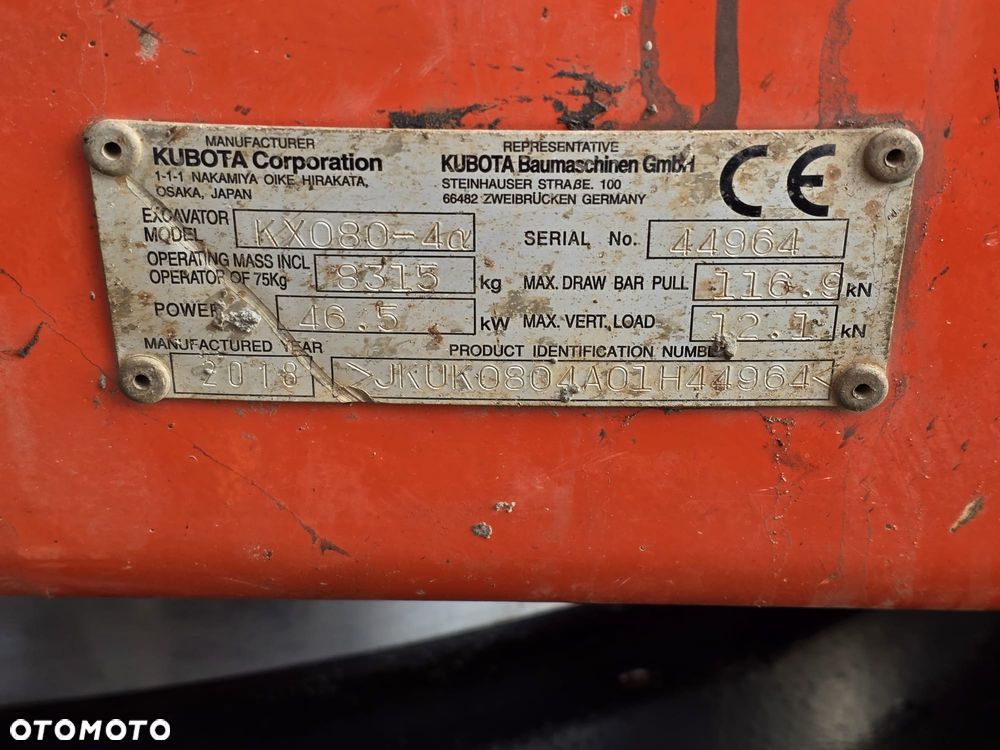 MANUFACTURER
KUBOTA Corporation
1-1-1 NAKAMIYA OIKE HIRAKATA,
OSAKA, JAPAN
REPRESENTATIVE
KUBOTA Baumaschinen GmbH
STEINHAUSER STRAßE. 100
66482 ZWEIBRÜCKEN GERMANY
CE
EXCAVATOR MODEL KX080-4α
SERIAL No. 44964
OPERATING MASS INCL
OPERATOR OF 75Kg 8315 kg
MAX. DRAW BAR PULL 116.9 kN
POWER 46.5 kW
MAX. VERT. LOAD 12.1 kN
MANUFACTURED YEAR
2018
PRODUCT IDENTIFICATION NUMBER
>JKUK0804A01H44964<
OTOMOTO